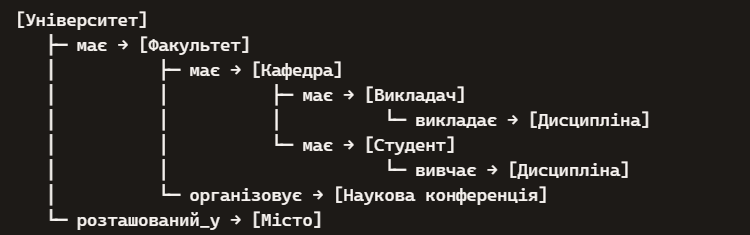 [Університет]
├─ має → [Факультет]
│ ├─ має → [Кафедра]
│ │ ├─ має → [Викладач]
│ │ │ └─ викладає → [Дисципліна]
│ │ └─ має → [Студент]
│ │ └─ вивчає → [Дисципліна]
│ └─ організовує → [Наукова конференція]
└─ розташований_у → [Місто]